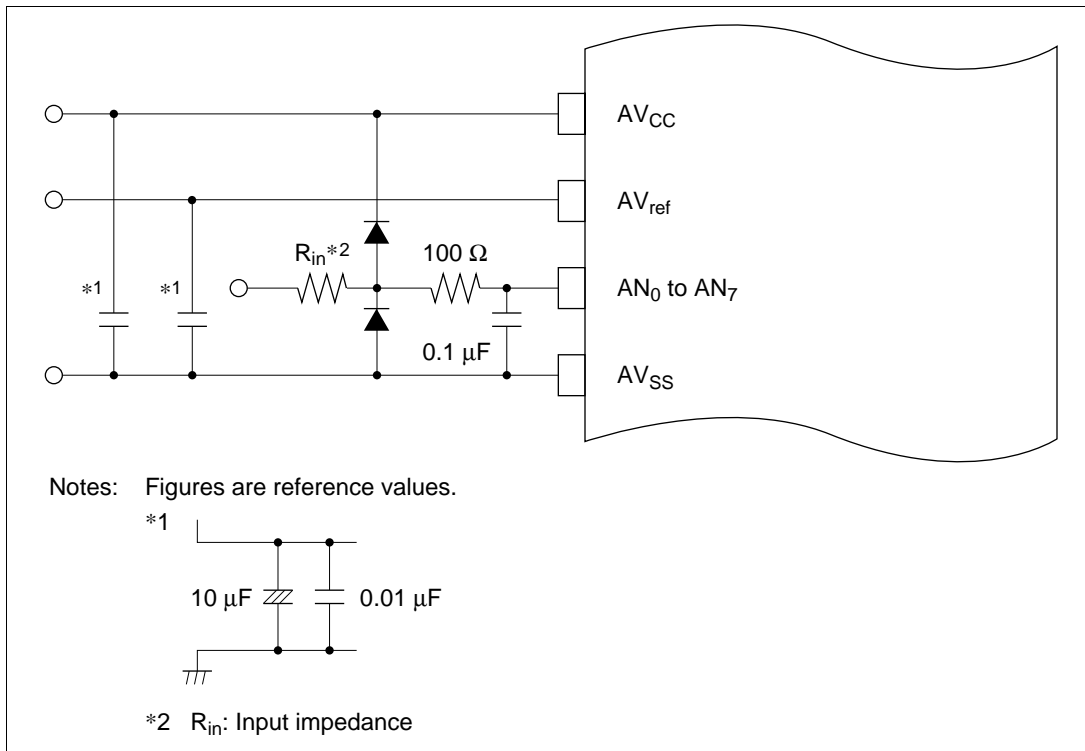 AVCC
AVref
Rin*2 100 Ω
*1 *1 AN0 to AN7
0.1 µF
AVSS
Notes: Figures are reference values.
*1
10 µF 0.01 µF
*2 Rin: Input impedance